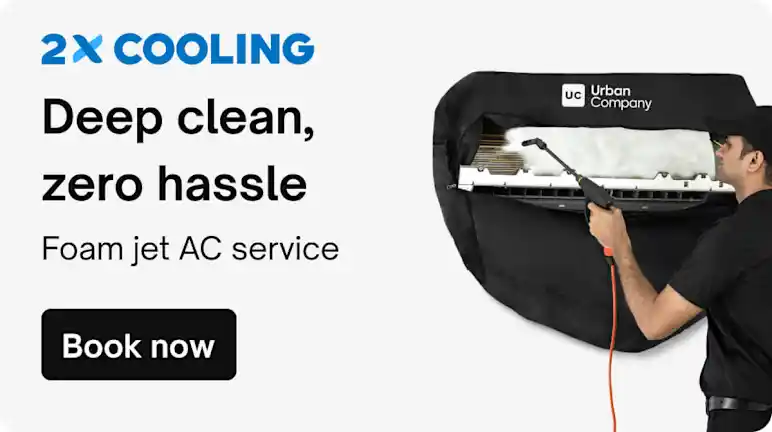 2X COOLING
Deep clean,
zero hassle
Foam jet AC service
Book now
UC
Urban
Company